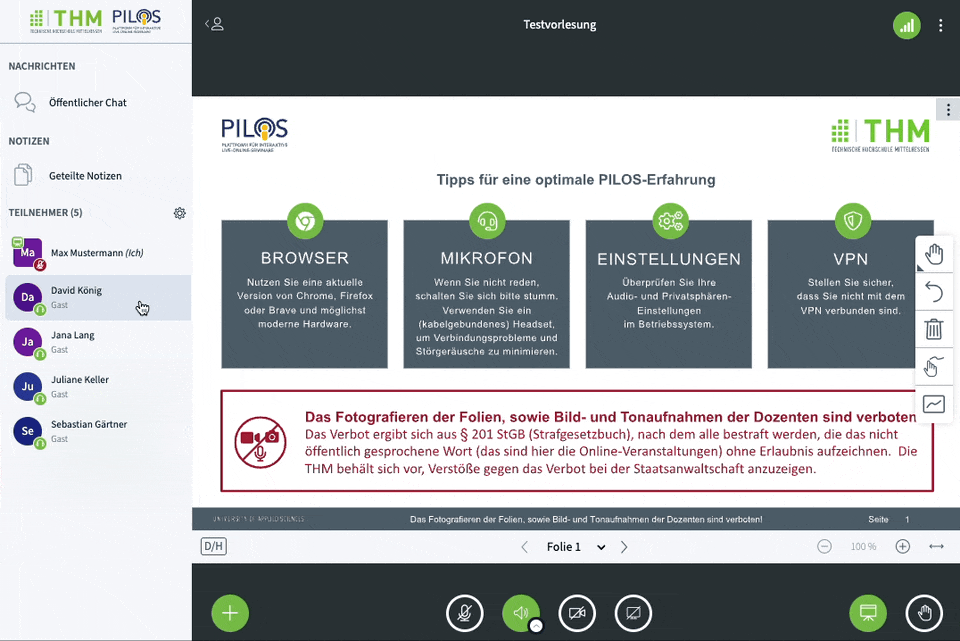 THM
TECHNISCHE HOCHSCHULE MITTELHESSEN
PILOS
PLATTFORM FÜR INTERAKTIVE
LIVE-ONLINE-SEMINARE
NACHRICHTEN
Öffentlicher Chat
NOTIZEN
Geteilte Notizen
TEILNEHMER (5)
Ma
Max Mustermann (Ich)
Da
David König
Gast
Ja
Jana Lang
Gast
Ju
Juliane Keller
Gast
Se
Sebastian Gärtner
Gast
Testvorlesung
PILOS
PLATTFORM FÜR INTERAKTIVE
LIVE-ONLINE-SEMINARE
THM
TECHNISCHE HOCHSCHULE MITTELHESSEN
Tipps für eine optimale PILOS-Erfahrung
BROWSER
Nutzen Sie eine aktuelle
Version von Chrome, Firefox
oder Brave und möglichst
moderne Hardware.
MIKROFON
Wenn Sie nicht reden,
schalten Sie sich bitte stumm.
Verwenden Sie ein
(kabelgebundenes) Headset,
um Verbindungsprobleme und
Störgeräusche zu minimieren.
EINSTELLUNGEN
Überprüfen Sie Ihre
Audio- und Privatsphären-
Einstellungen
im Betriebssystem.
VPN
Stellen Sie sicher,
dass Sie nicht mit dem
VPN verbunden sind.
Das Fotografieren der Folien, sowie Bild- und Tonaufnahmen der Dozenten sind verboten
Das Verbot ergibt sich aus § 201 StGB (Strafgesetzbuch), nach dem alle bestraft werden, die das nicht
öffentlich gesprochene Wort (das sind hier die Online-Veranstaltungen) ohne Erlaubnis aufzeichnen. Die
THM behält sich vor, Verstöße gegen das Verbot bei der Staatsanwaltschaft anzuzeigen.
UNIVERSITY OF APPLIED SCIENCES
Das Fotografieren der Folien, sowie Bild- und Tonaufnahmen der Dozenten sind verboten!
Seite 1
D/H
Folie 1
100 %